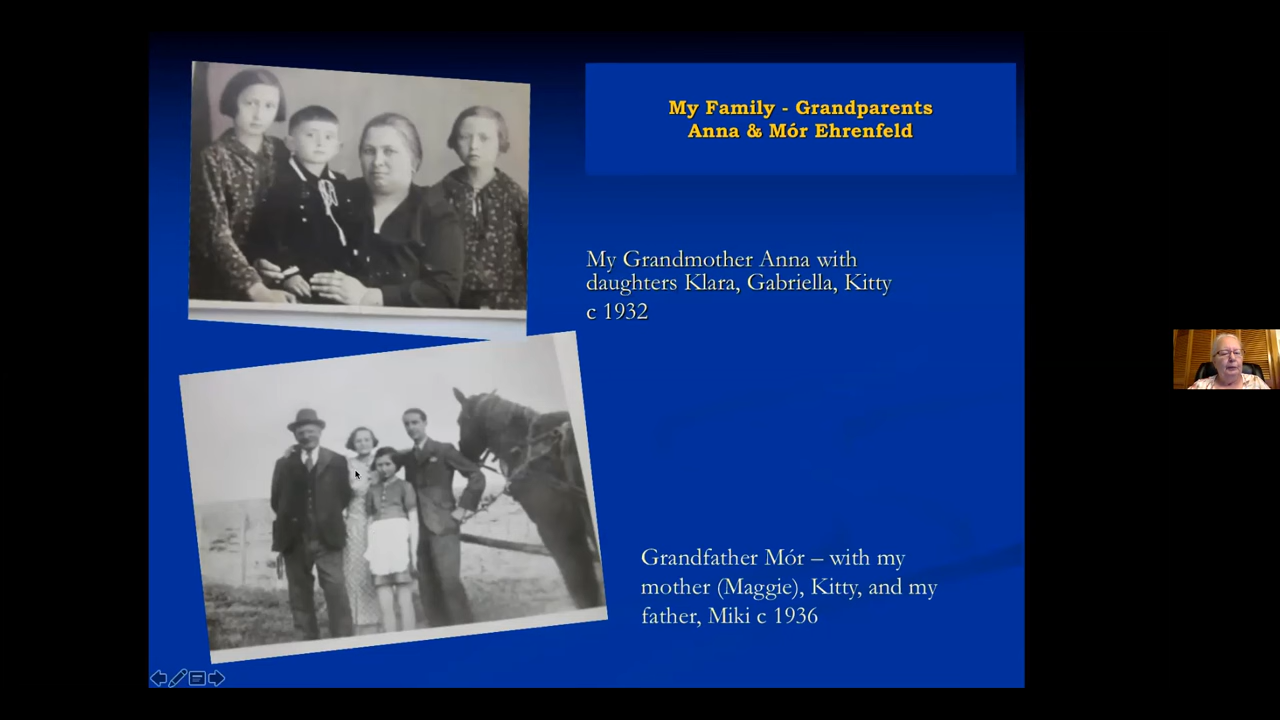 My Family - Grandparents
Anna & Mór Ehrenfeld
My Grandmother Anna with
daughters Klara, Gabriella, Kitty
c 1932
Grandfather Mór – with my
mother (Maggie), Kitty, and my
father, Miki c 1936